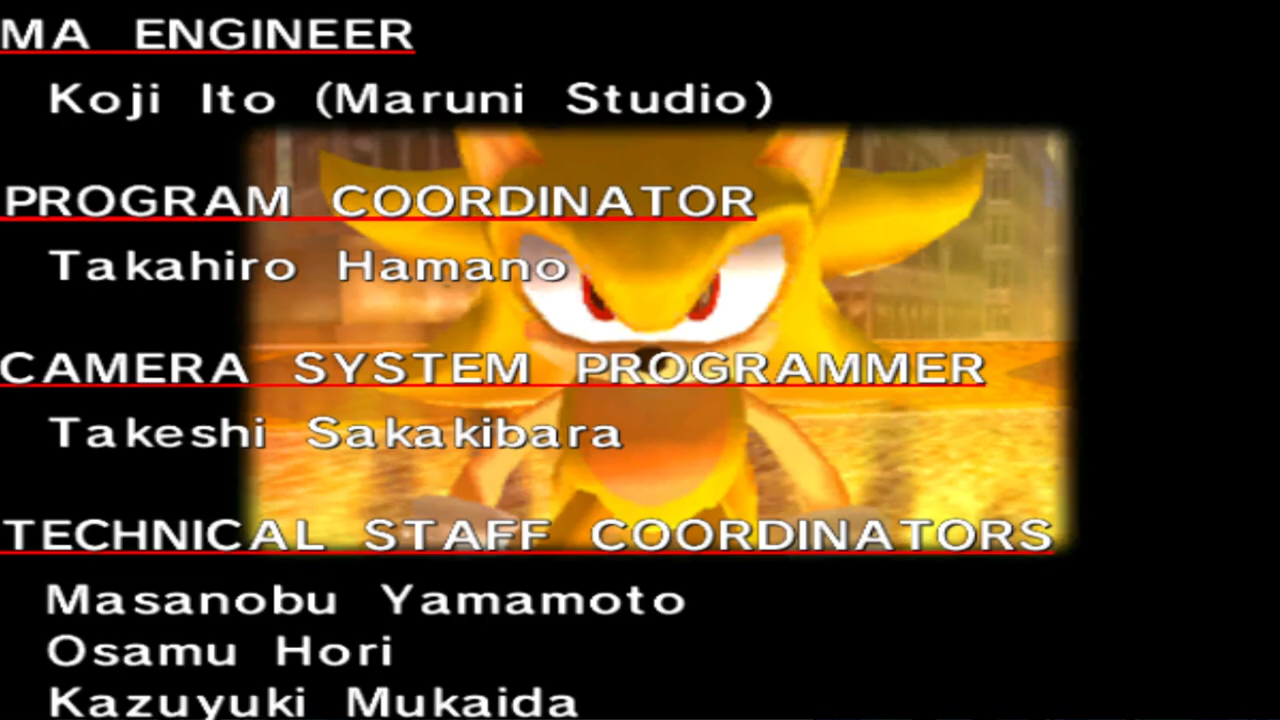 MA ENGINEER
Koji Ito (Maruni Studio)
PROGRAM COORDINATOR
Takahiro Hamano
CAMERA SYSTEM PROGRAMMER
Takeshi Sakakibara
TECHNICAL STAFF COORDINATORS
Masanobu Yamamoto
Osamu Hori
Kazuyuki Mukaida